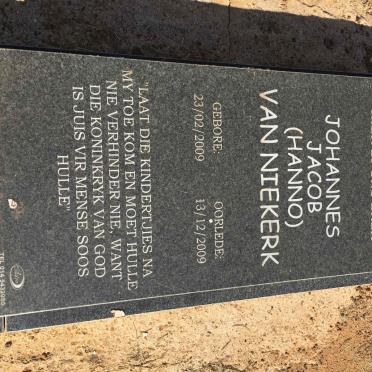 JOHANNES
JACOB
(HANNO)
VAN NIEKERK
GEBORE: OORLEDE:
23/02/2009 13/12/2009
"LAAT DIE KINDERTJIES NA
MY TOE KOM EN MOET HULLE
NIE VERHINDER NIE, WANT
DIE KONINKRYK VAN GOD
IS JUIS VIR MENSE SOOS
HULLE"